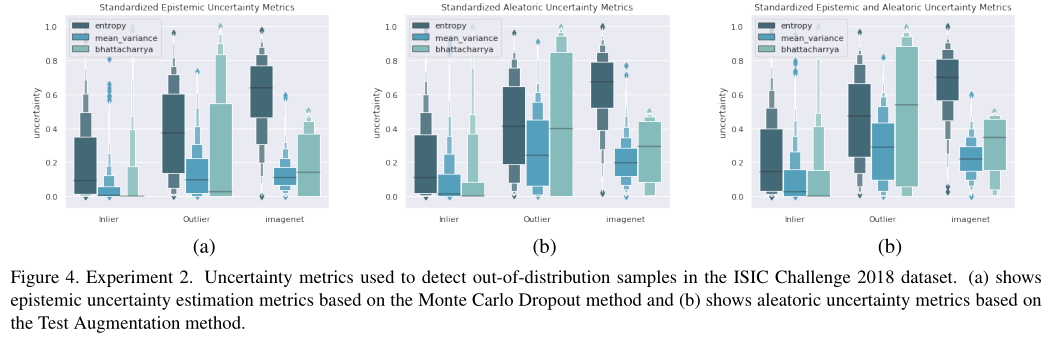 Standardized Epistemic Uncertainty Metrics
Standardized Aleatoric Uncertainty Metrics
Standardized Epistemic and Aleatoric Uncertainty Metrics
entropy
mean_variance
bhattacharrya
1.0
0.8
0.6
0.4
0.2
0.0
uncertainty
Inlier
Outlier
imagenet
entropy
mean_variance
bhattacharrya
1.0
0.8
0.6
0.4
0.2
0.0
uncertainty
Inlier
Outlier
imagenet
entropy
mean_variance
bhattacharrya
1.0
0.8
0.6
0.4
0.2
0.0
uncertainty
Inlier
Outlier
imagenet
(a)
(b)
(b)
Figure 4. Experiment 2. Uncertainty metrics used to detect out-of-distribution samples in the ISIC Challenge 2018 dataset. (a) shows
epistemic uncertainty estimation metrics based on the Monte Carlo Dropout method and (b) shows aleatoric uncertainty metrics based on
the Test Augmentation method.